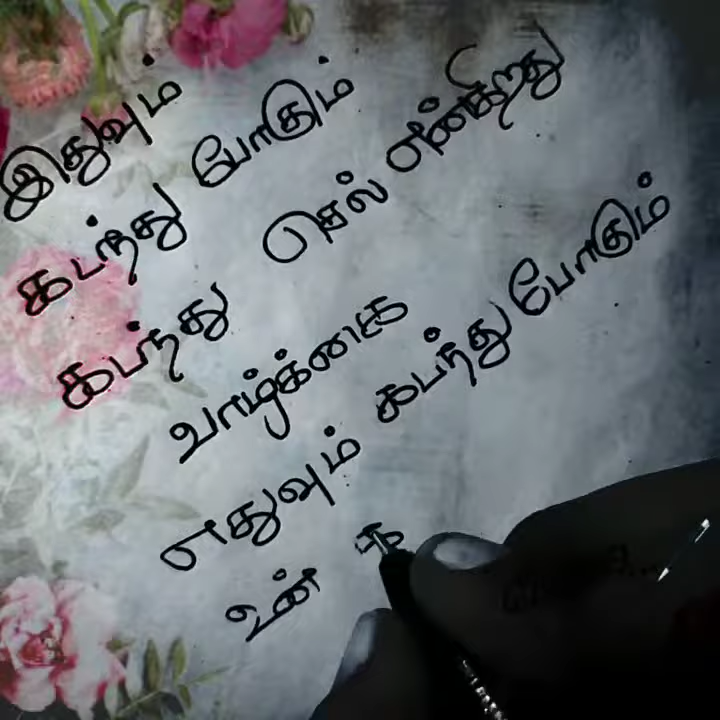 இதுவும்
கடந்து போகும்
கடந்து செல் என்கிறது
வாழ்க்கை
எதுவும் கடந்து போகும்
உன்